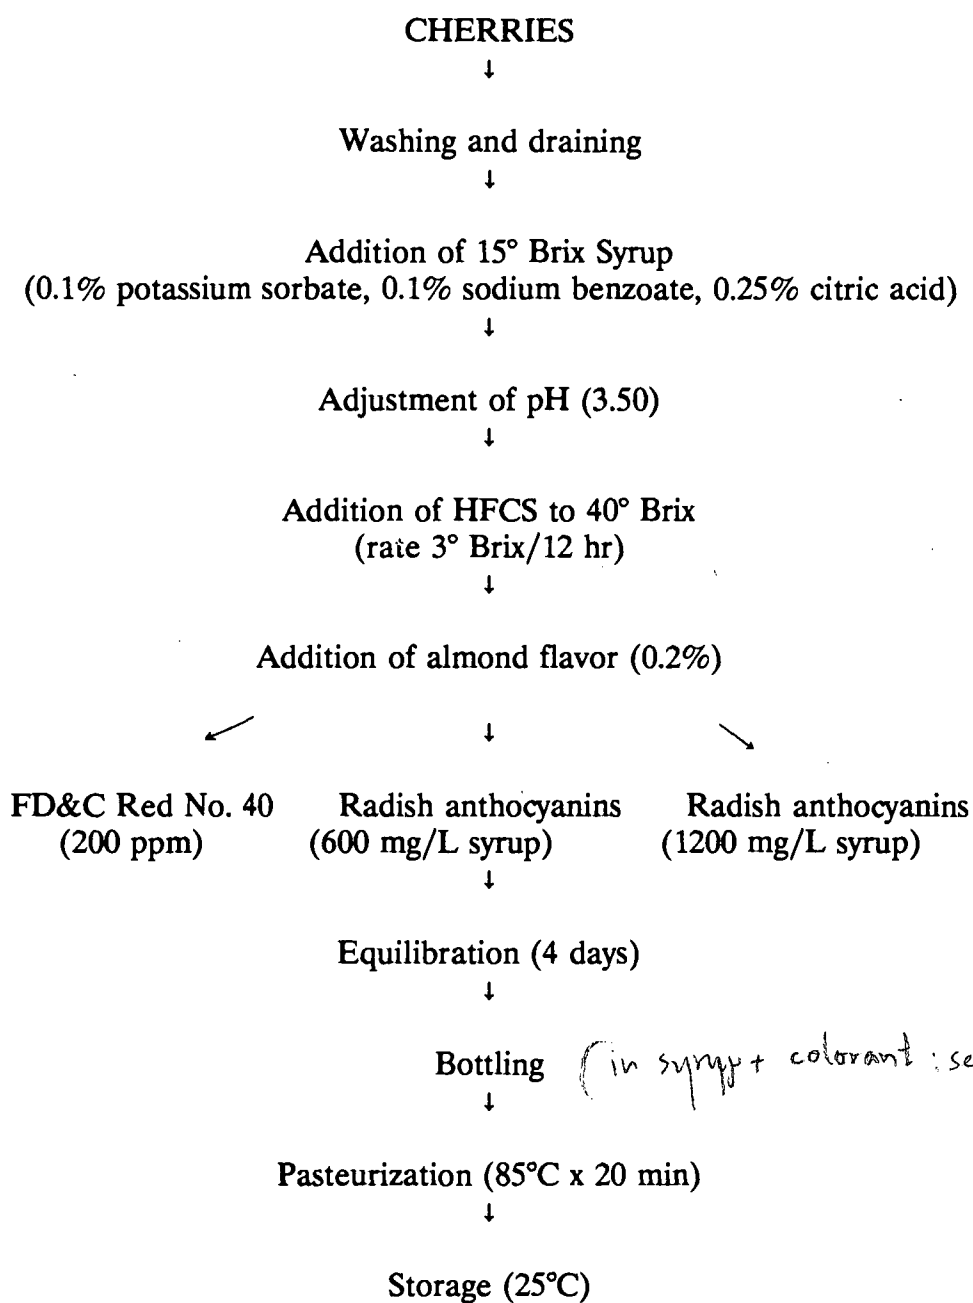 CHERRIES
↓
Washing and draining
↓
Addition of 15° Brix Syrup
(0.1% potassium sorbate, 0.1% sodium benzoate, 0.25% citric acid)
↓
Adjustment of pH (3.50)
↓
Addition of HFCS to 40° Brix
(rate 3° Brix/12 hr)
↓
Addition of almond flavor (0.2%)
↙ ↓ ↘
FD&C Red No. 40 Radish anthocyanins Radish anthocyanins
(200 ppm) (600 mg/L syrup) (1200 mg/L syrup)
↓
Equilibration (4 days)
↓
Bottling (in syrup + colorant : se
↓
Pasteurization (85°C x 20 min)
↓
Storage (25°C)